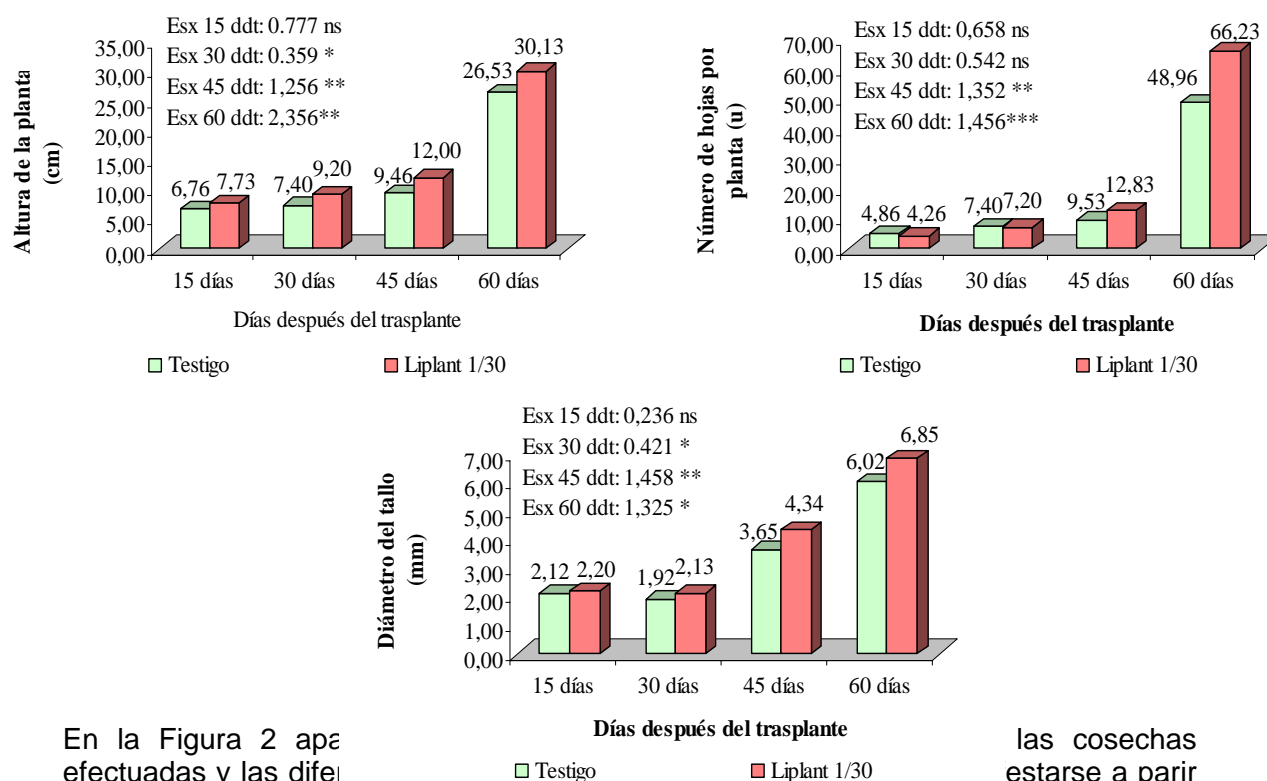 Esx 15 ddt: 0.777 ns
Esx 30 ddt: 0.359 *
Esx 45 ddt: 1,256 **
Esx 60 ddt: 2,356**
Altura de la planta
(cm)
35,00
30,00
25,00
20,00
15,00
10,00
5,00
0,00
6,76 7,73 7,40 9,20 9,46 12,00 26,53 30,13
15 días 30 días 45 días 60 días
Días después del trasplante
Testigo Liplant 1/30
Esx 15 ddt: 0,658 ns
Esx 30 ddt: 0.542 ns
Esx 45 ddt: 1,352 **
Esx 60 ddt: 1,456***
Número de hojas por
planta (u)
70,00
60,00
50,00
40,00
30,00
20,00
10,00
0,00
4,86 4,26 7,40 7,20 9,53 12,83 48,96 66,23
15 días 30 días 45 días 60 días
Días después del trasplante
Testigo Liplant 1/30
Esx 15 ddt: 0,236 ns
Esx 30 ddt: 0.421 *
Esx 45 ddt: 1,458 **
Esx 60 ddt: 1,325 *
Diámetro del tallo
(mm)
7,00
6,00
5,00
4,00
3,00
2,00
1,00
0,00
2,12 2,20 1,92 2,13 3,65 4,34 6,02 6,85
15 días 30 días 45 días 60 días
Días después del trasplante
Testigo Liplant 1/30
En la Figura 2 apa las cosechas
efectuadas y las difer estarse a parir